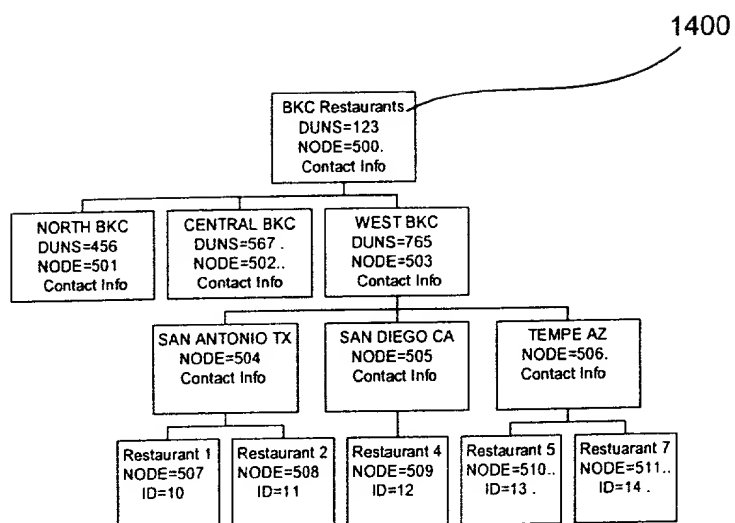 1400
BKC Restaurants
DUNS=123
NODE=500.
Contact Info
NORTH BKC
DUNS=456
NODE=501
Contact Info
CENTRAL BKC
DUNS=567 .
NODE=502..
Contact Info
WEST BKC
DUNS=765
NODE=503
Contact Info
SAN ANTONIO TX
NODE=504
Contact Info
SAN DIEGO CA
NODE=505
Contact Info
TEMPE AZ
NODE=506.
Contact Info
Restaurant 1
NODE=507
ID=10
Restaurant 2
NODE=508
ID=11
Restaurant 4
NODE=509
ID=12
Restaurant 5
NODE=510..
ID=13 .
Restuarant 7
NODE=511..
ID=14 .